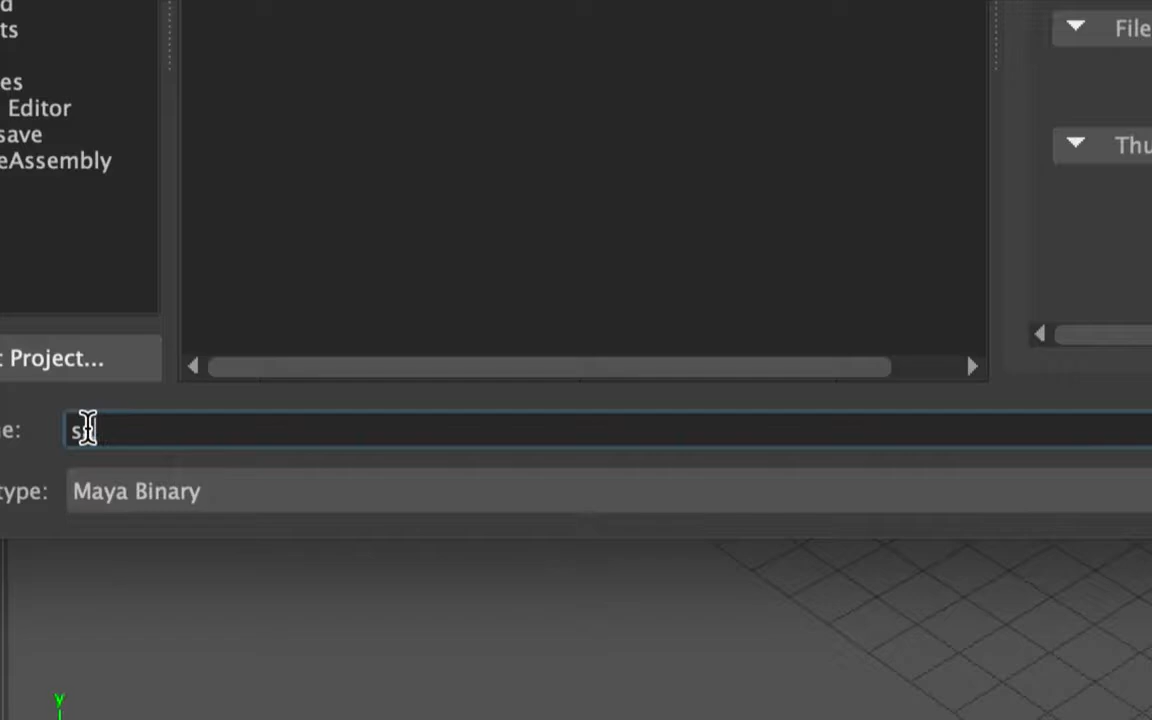 d
ts
es
Editor
save
eAssembly
File
Thu
t Project...
e:
type:
Maya Binary
y